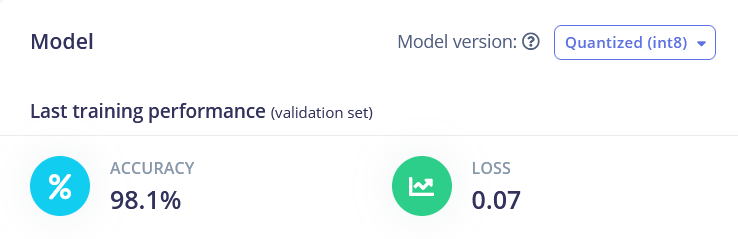 Model
Model version: ? Quantized (int8)
Last training performance (validation set)
% ACCURACY
98.1%
LOSS
0.07